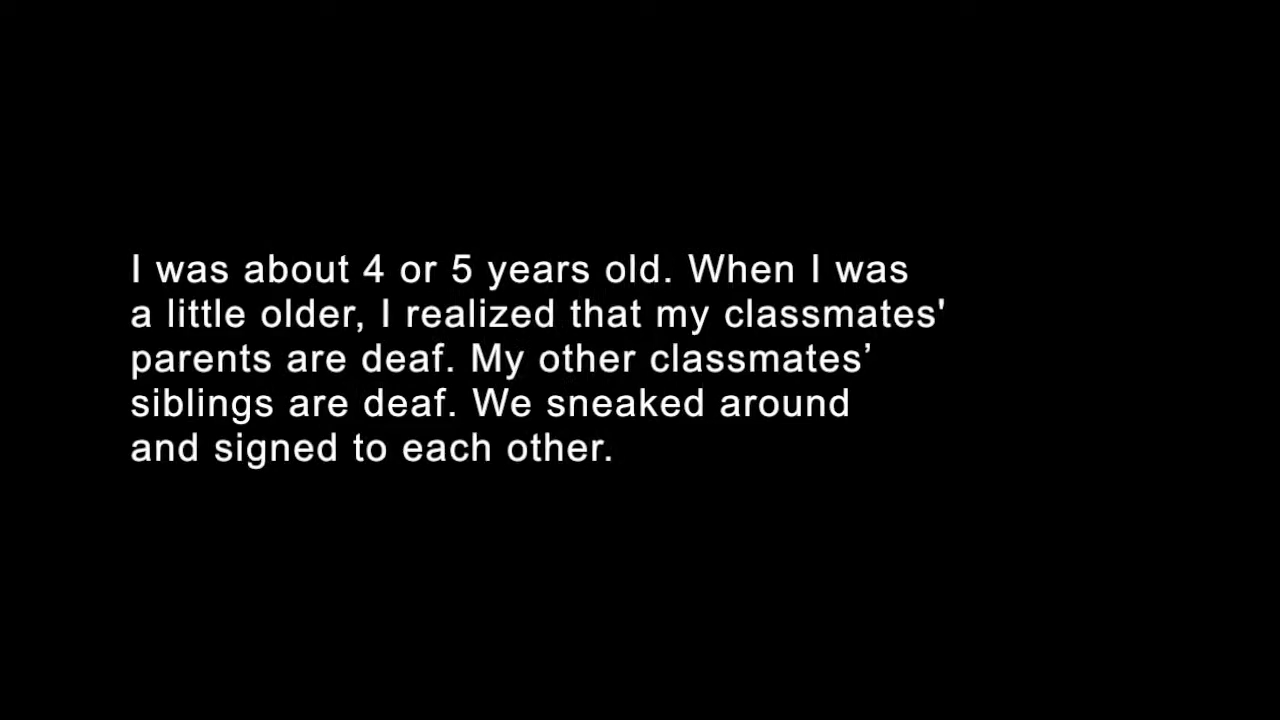 I was about 4 or 5 years old. When I was
a little older, I realized that my classmates'
parents are deaf. My other classmates’
siblings are deaf. We sneaked around
and signed to each other.